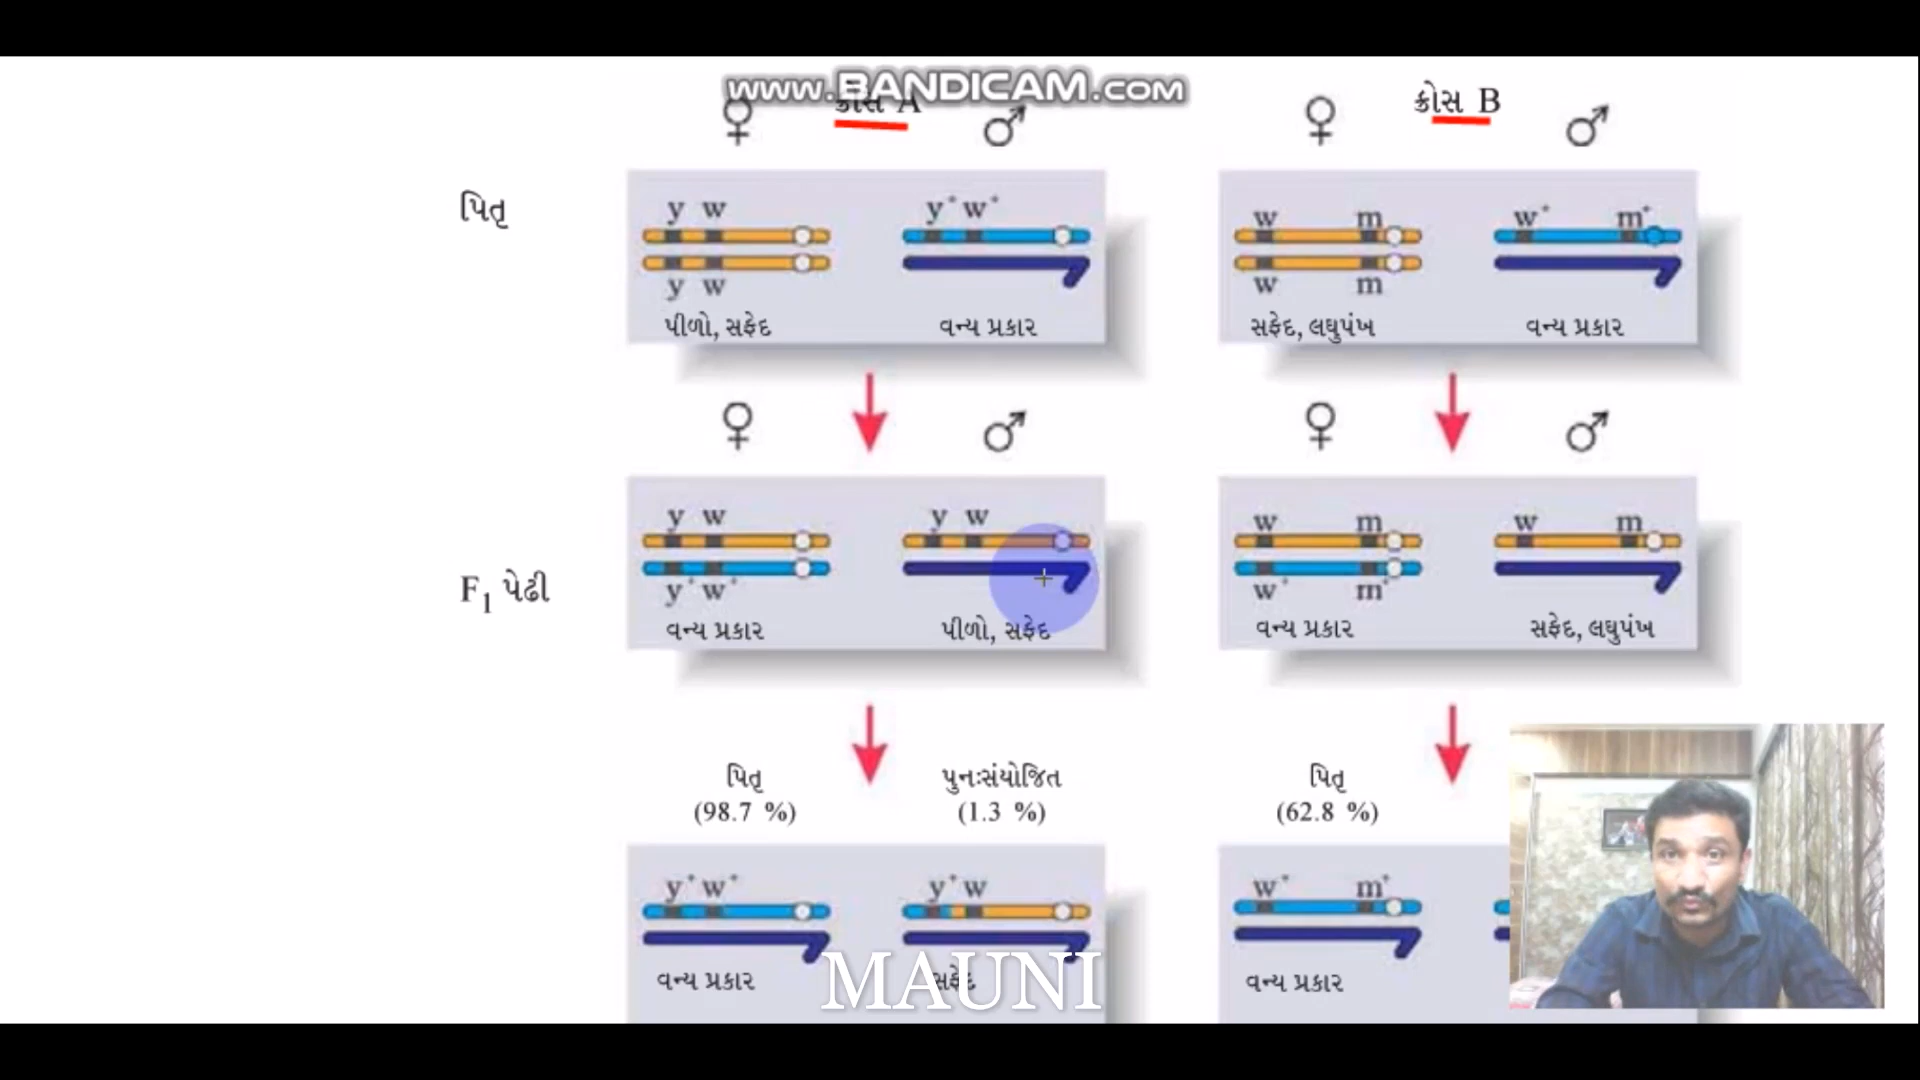 www.BANDICAM.com
ક્રોસ A
ક્રોસ B
પિતૃ
y w
y⁺ w⁺
w m
w⁺ m⁺
y w
w m
પીળો, સફેદ
વન્ય પ્રકાર
સફેદ, લઘુપંખ
વન્ય પ્રકાર
F₁ પેઢી
y w
y w
w m
w m
y⁺ w⁺
w⁺ m⁺
વન્ય પ્રકાર
પીળો, સફેદ
વન્ય પ્રકાર
સફેદ, લઘુપંખ
પિતૃ
પુનઃસંયોજિત
પિતૃ
(98.7 %)
(1.3 %)
(62.8 %)
y⁺ w⁺
y⁺ w
w⁺ m⁺
વન્ય પ્રકાર
સફેદ
વન્ય પ્રકાર
MAUNI